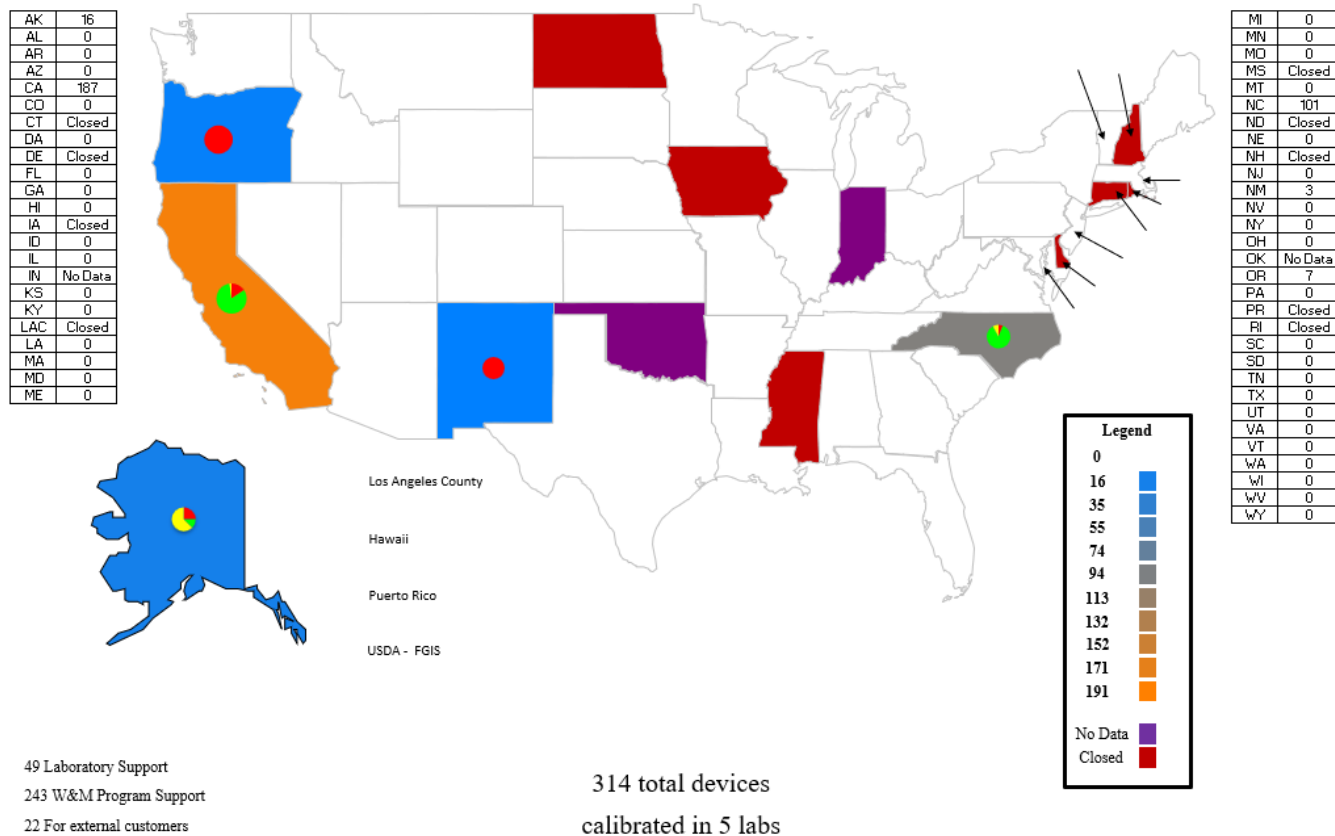 AK 16
AL 0
AR 0
AZ 0
CA 187
CO 0
CT Closed
DA 0
DE Closed
FL 0
GA 0
HI 0
IA Closed
ID 0
IL 0
IN No Data
KS 0
KY 0
LAC Closed
LA 0
MA 0
MD 0
ME 0
MI 0
MN 0
MO 0
MS Closed
MT 0
NC 101
ND Closed
NE 0
NH Closed
NJ 0
NM 3
NV 0
NY 0
OH 0
OK No Data
OR 7
PA 0
PR Closed
RI Closed
SC 0
SD 0
TN 0
TX 0
UT 0
VA 0
VT 0
WA 0
WI 0
WV 0
WY 0
Los Angeles County
Hawaii
Puerto Rico
USDA - FGIS
Legend
0
16
35
55
74
94
113
132
152
171
191
No Data
Closed
49 Laboratory Support
243 W&M Program Support
22 For external customers
314 total devices
calibrated in 5 labs